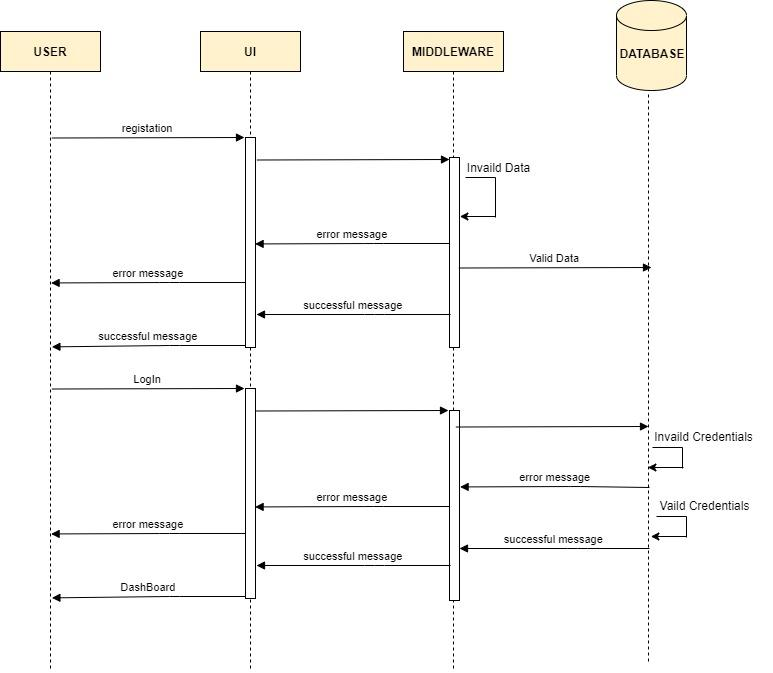 USER
UI
MIDDLEWARE
DATABASE
registation
Invaild Data
error message
Valid Data
error message
successful message
successful message
LogIn
Invaild Credentials
error message
error message
Vaild Credentials
error message
successful message
successful message
DashBoard